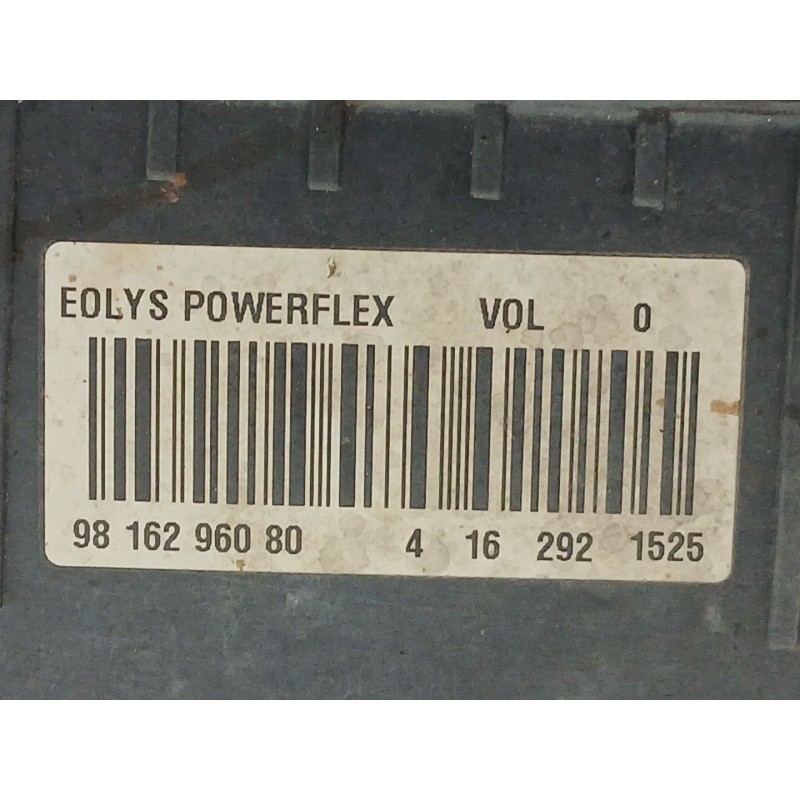 EOLYS POWERFLEX VOL 0
98 162 960 80 4 16 292 1525